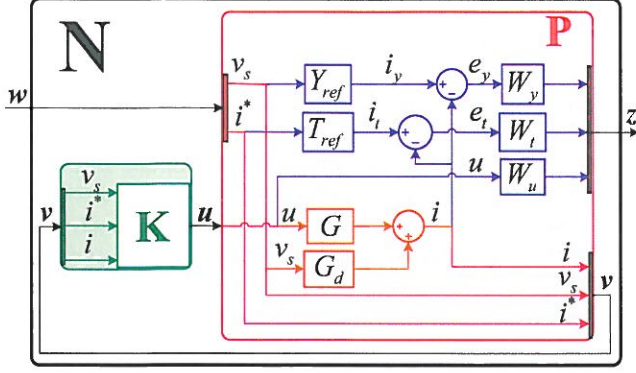 N
P
w
v_s
i*
Y_ref
i_y
e_y
W_y
T_ref
i_t
e_t
W_t
z
u
W_u
v
v_s
i*
i
K
u
u
G
i
v_s
G_d
i
v_s
i*
v